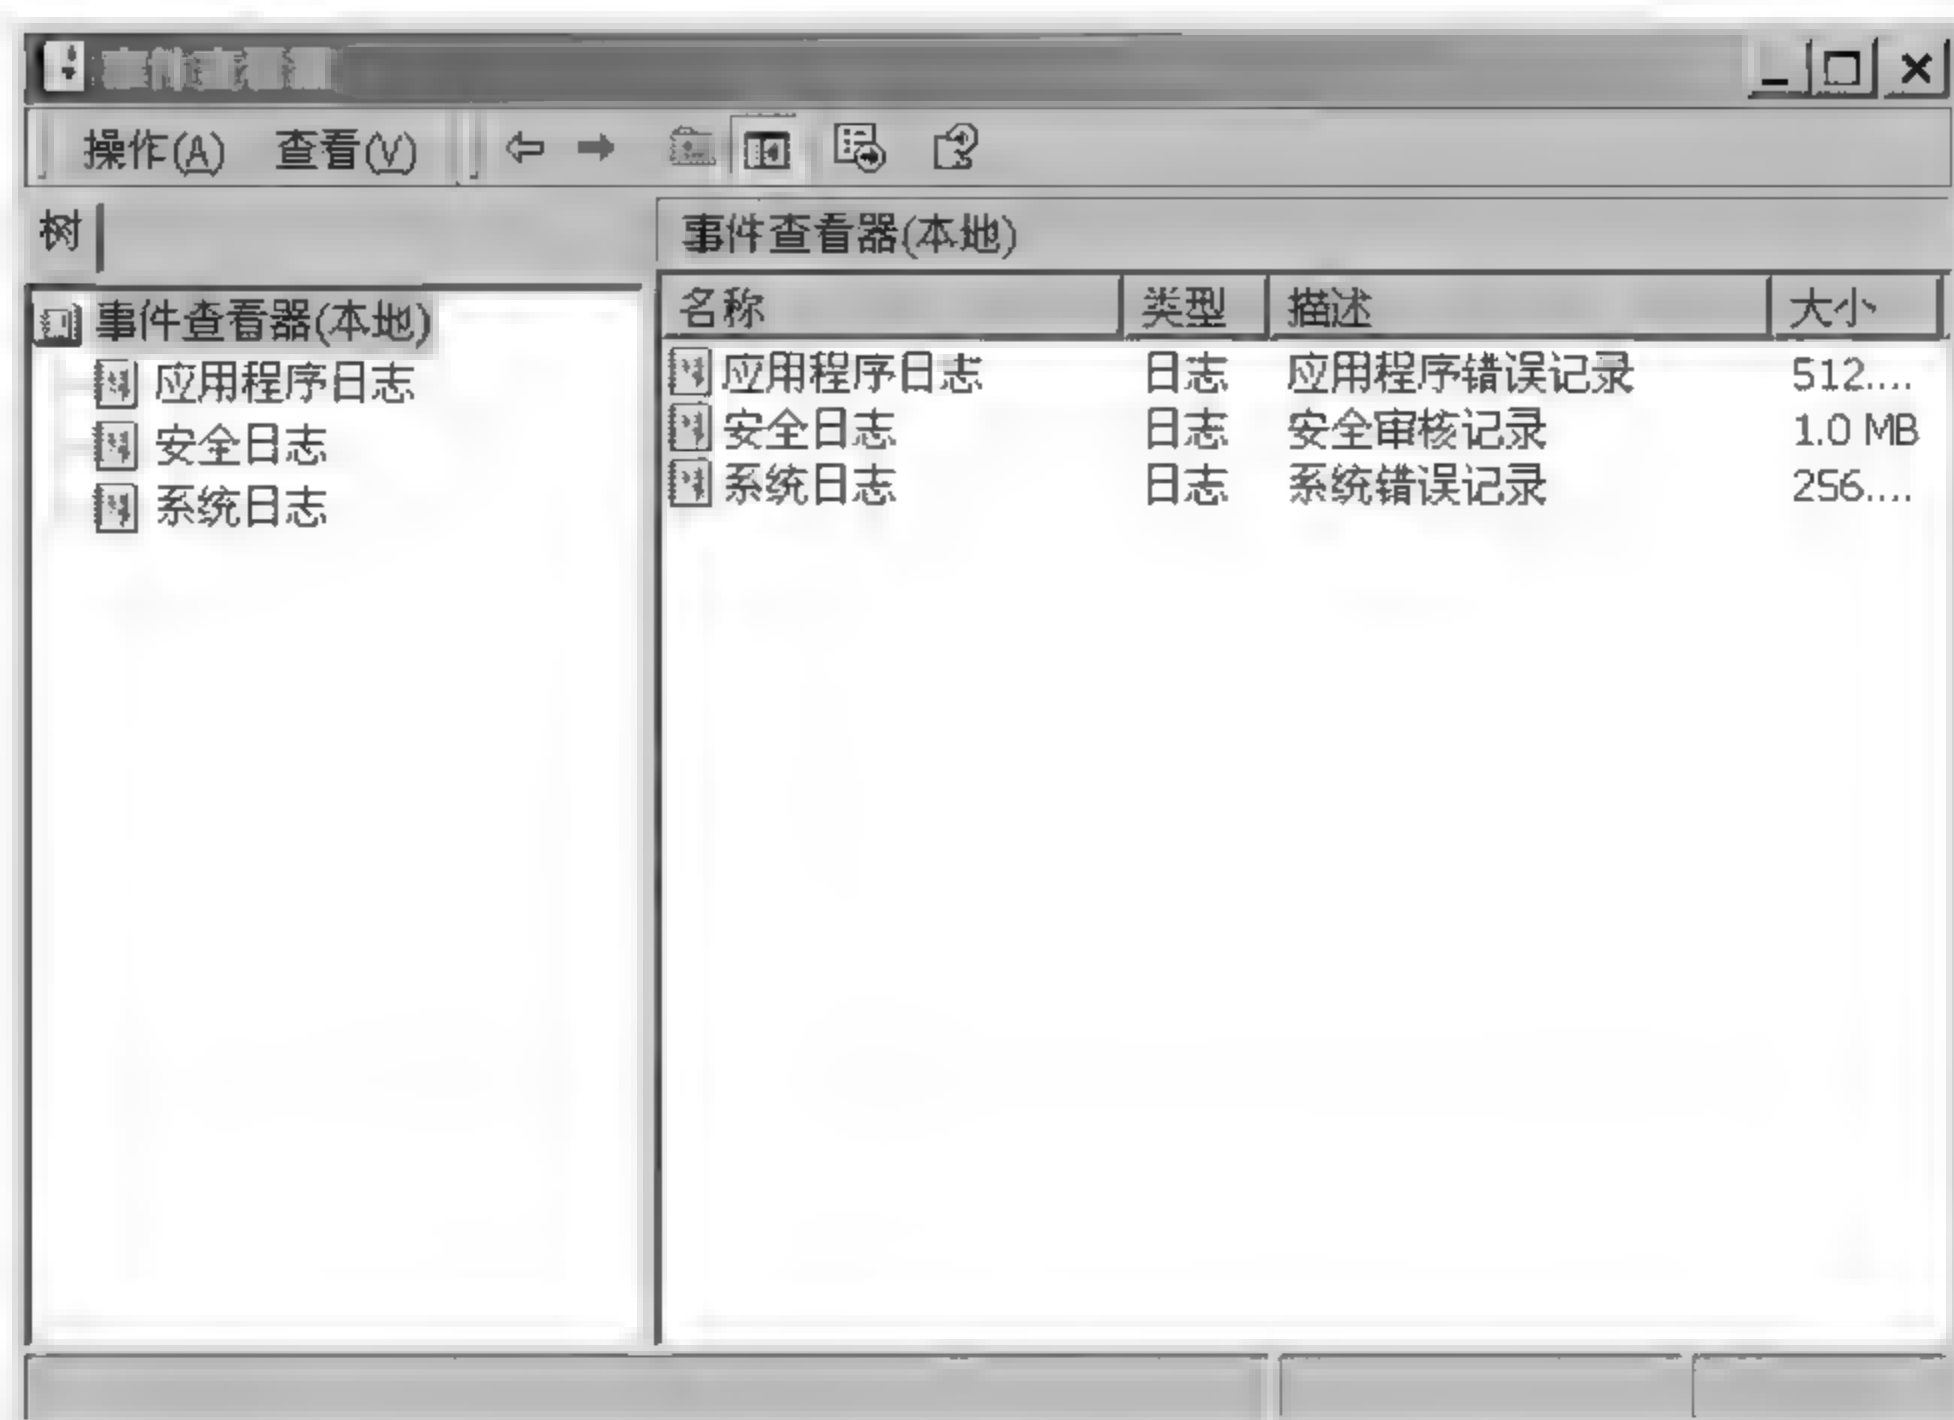 操作(A) 查看(V)
树
事件查看器(本地)
应用程序日志
安全日志
系统日志
事件查看器(本地)
名称 类型 描述 大小
应用程序日志 日志 应用程序错误记录 512....
安全日志 日志 安全审核记录 1.0 MB
系统日志 日志 系统错误记录 256....